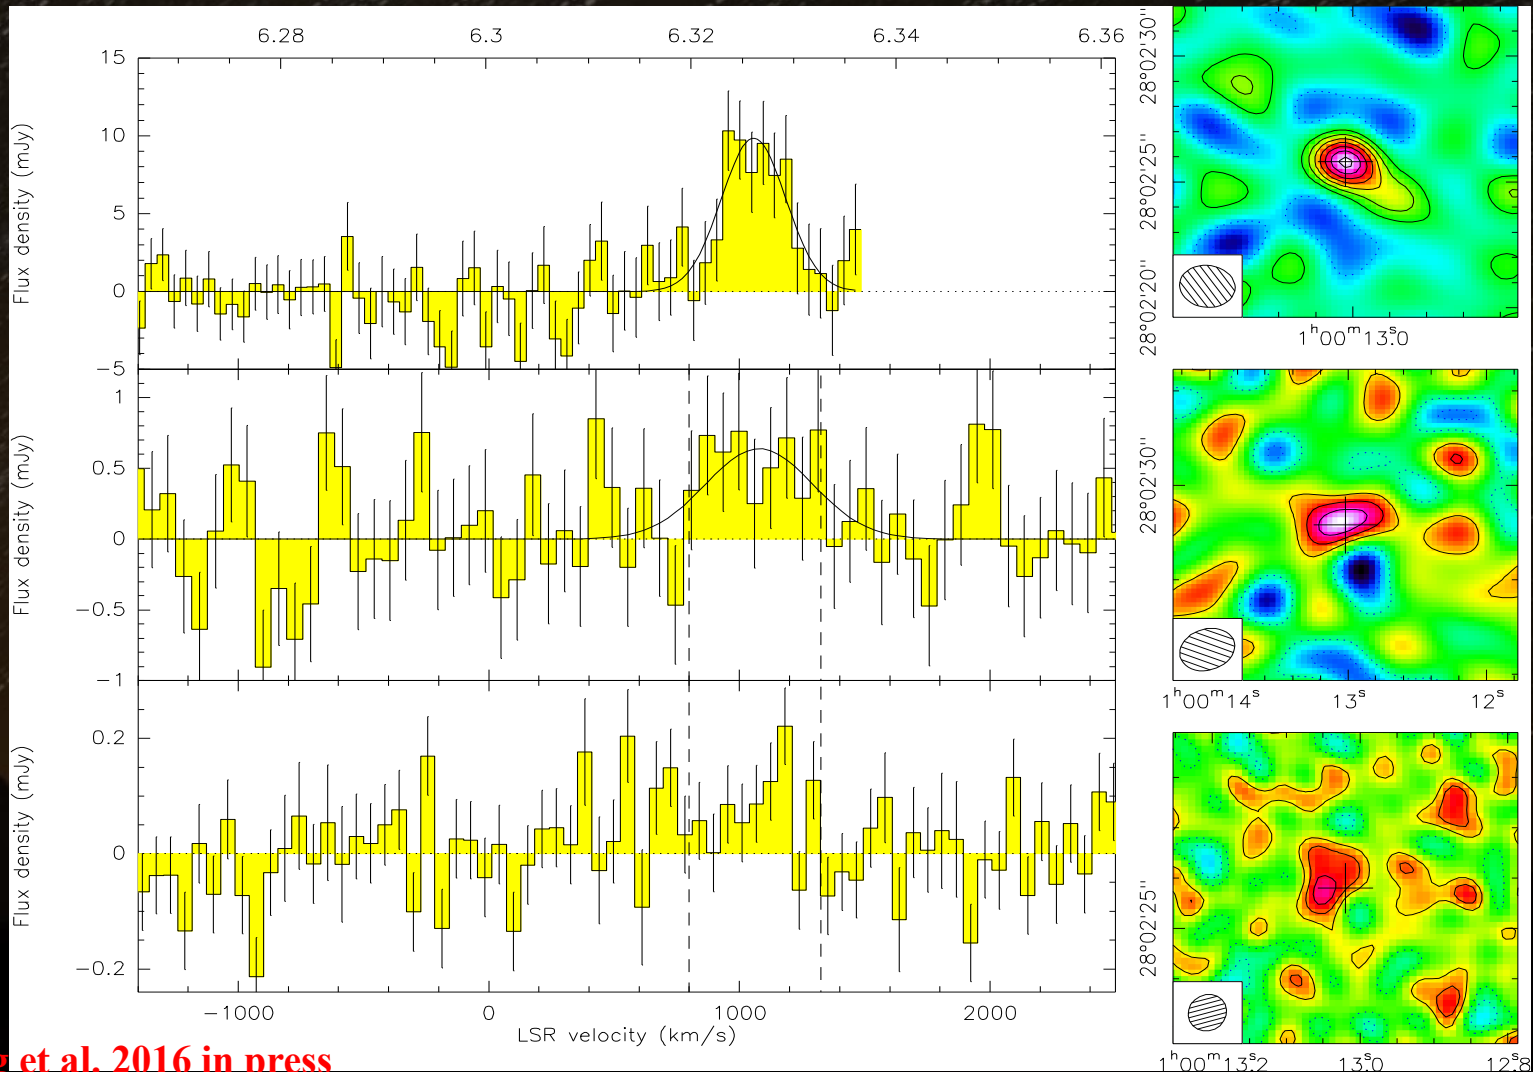 6.28 6.3 6.32 6.34 6.36
15
10
5
0
−5
Flux density (mJy)
1
0.5
0
−0.5
−1
Flux density (mJy)
0.2
0
−0.2
Flux density (mJy)
−1000 0 1000 2000
LSR velocity (km/s)
28°02'30"
28°02'25"
28°02'20"
1ʰ00ᵐ13ˢ.0
28°02'30"
1ʰ00ᵐ14ˢ 13ˢ 12ˢ
28°02'25"
1ʰ00ᵐ13ˢ.2 13ˢ.0 12ˢ.8
et al. 2016 in press